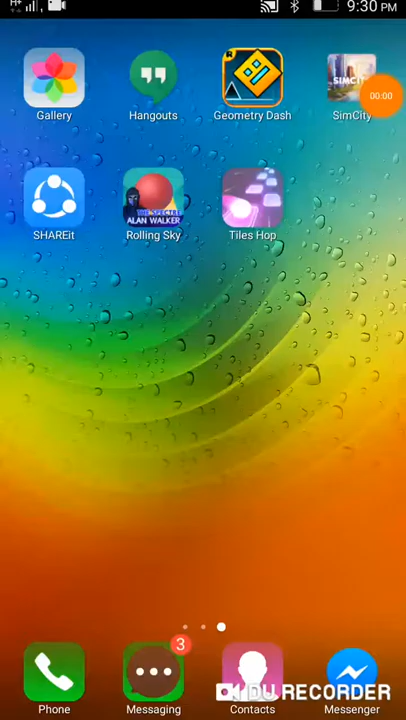 H+ 9:30 PM
Gallery
Hangouts
Geometry Dash
SimCity
SIMCITY
00:00
SHAREit
Rolling Sky
Tiles Hop
THE SPECTRE
ALAN WALKER
3
Phone
Messaging
Contacts
Messenger
DU RECORDER